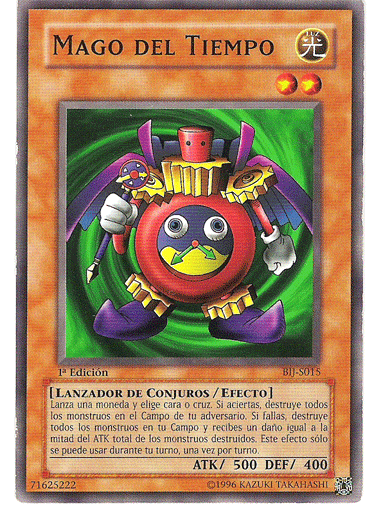 Mago del Tiempo
光
LUZ
1ª Edición
BIJ-S015
[Lanzador de Conjuros / Efecto]
Lanza una moneda y elige cara o cruz. Si aciertas, destruye todos
los monstruos en el Campo de tu adversario. Si fallas, destruye
todos los monstruos en tu Campo y recibes un daño igual a la
mitad del ATK total de los monstruos destruidos. Este efecto sólo
se puede usar durante tu turno, una vez por turno.
ATK/ 500 DEF/ 400
71625222
©1996 KAZUKI TAKAHASHI